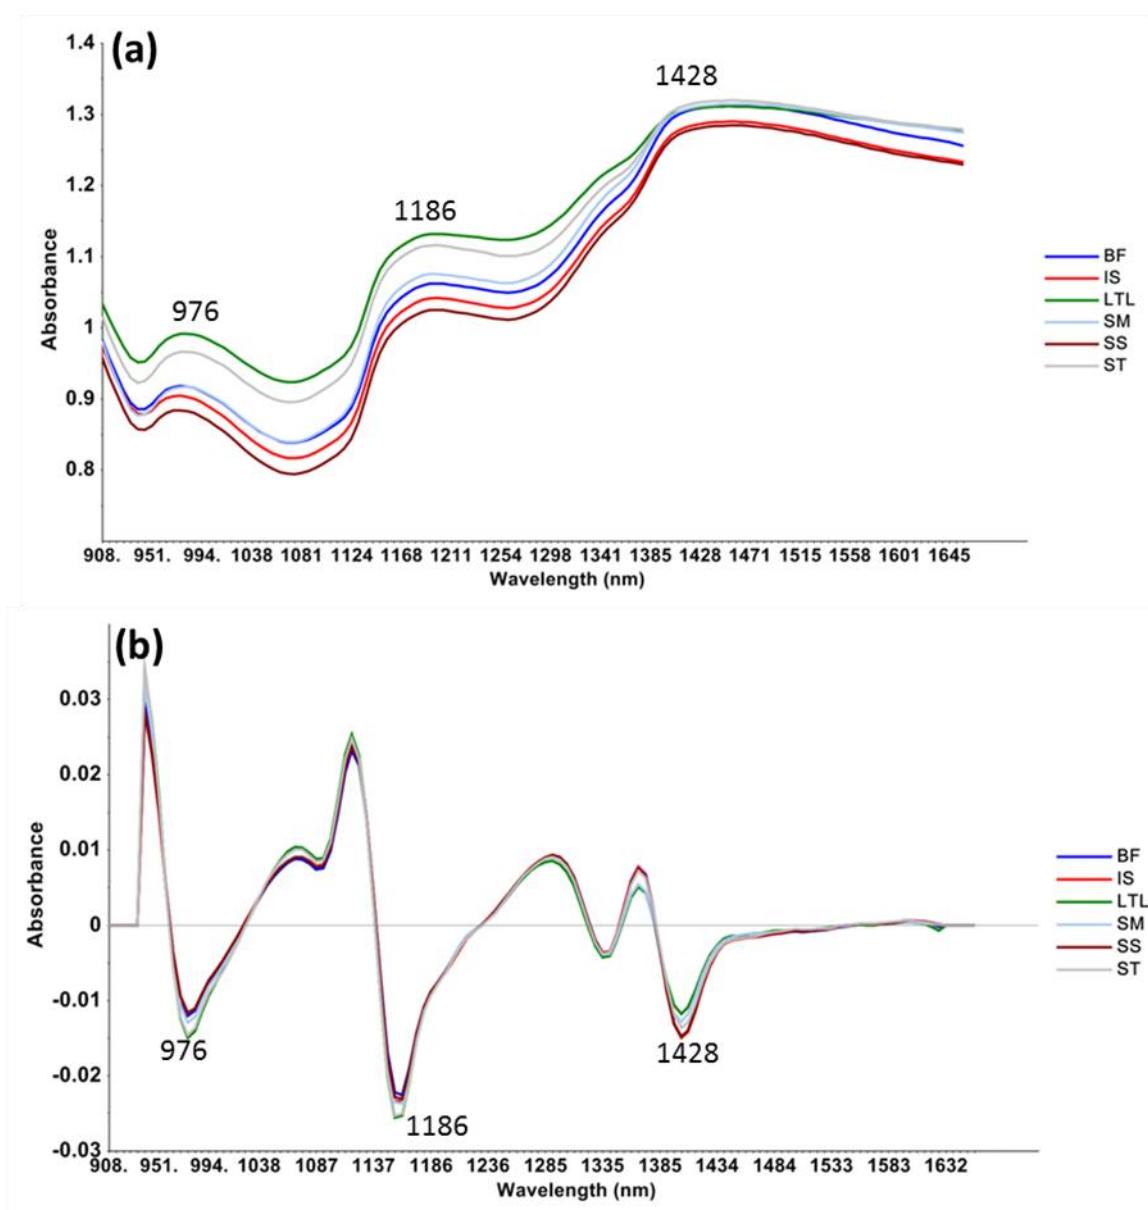 (a)
1.4
1.3
1.2
1.1
1
0.9
0.8
Absorbance
976
1186
1428
908. 951. 994. 1038 1081 1124 1168 1211 1254 1298 1341 1385 1428 1471 1515 1558 1601 1645
Wavelength (nm)
BF
IS
LTL
SM
SS
ST
(b)
0.03
0.02
0.01
0
-0.01
-0.02
-0.03
Absorbance
976
1186
1428
908. 951. 994. 1038 1087 1137 1186 1236 1285 1335 1385 1434 1484 1533 1583 1632
Wavelength (nm)
BF
IS
LTL
SM
SS
ST